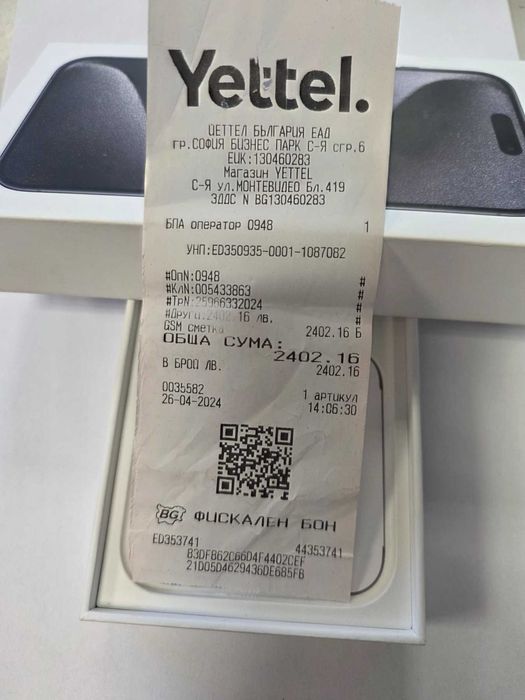 Yettel.
ЙЕТТЕЛ БЪЛГАРИЯ ЕАД
гр.СОФИЯ БИЗНЕС ПАРК С-Я сгр.6
ЕИК:130460283
Магазин YETTEL
С-Я ул.МОНТЕВИДЕО Бл.419
ЗДДС N BG130460283
БПА оператор 0948 1
УНП:ED350935-0001-1087082
#ОпN:0948 #
#КлN:005433863 #
#ТрN:25966332024 #
#Други:2402.16 лв. #
GSM сметка 2402.16 Б
ОБЩА СУМА: 2402.16
В БРОЙ ЛВ. 2402.16
0035582 1 артикул
26-04-2024 14:06:30
BG ФИСКАЛЕН БОН
ED353741 44353741
83DF862C66D4F4402CEF
21D05D4629436DE685FB